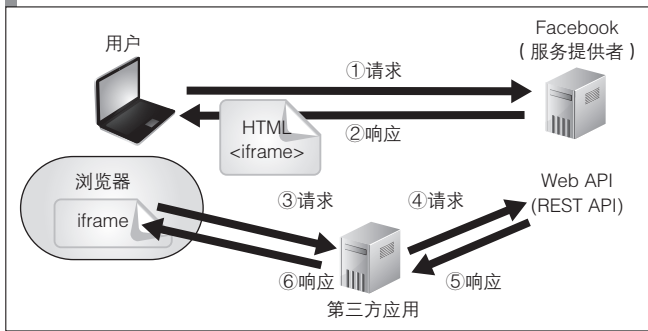 用户
Facebook
（服务提供者）
①请求
②响应
HTML
<iframe>
浏览器
iframe
③请求
④请求
Web API
(REST API)
⑥响应
⑤响应
第三方应用